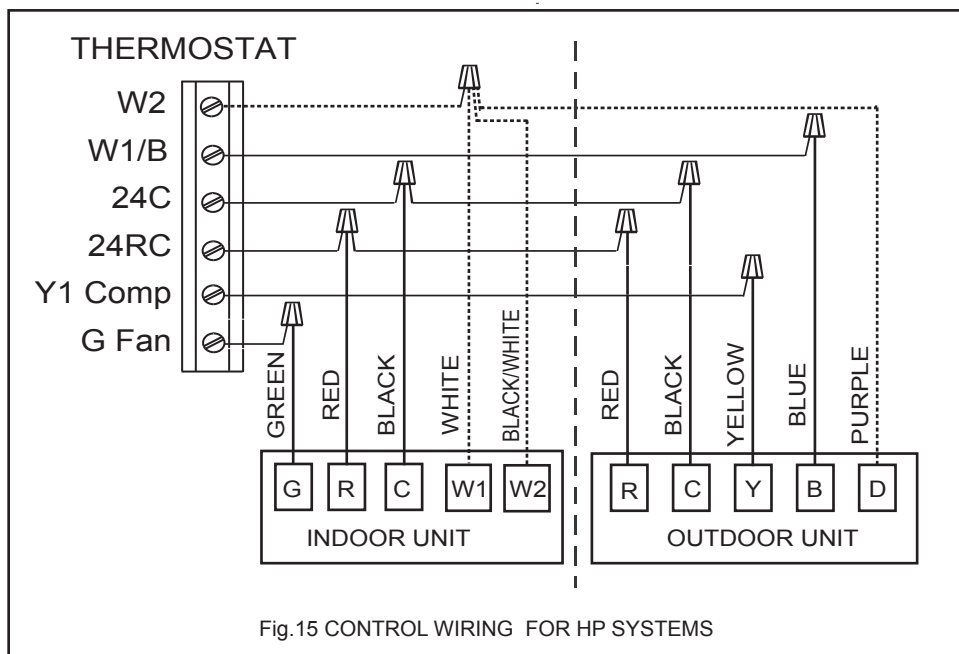 THERMOSTAT
W2
W1/B
24C
24RC
Y1 Comp
G Fan
GREEN
RED
BLACK
WHITE
BLACK/WHITE
RED
BLACK
YELLOW
BLUE
PURPLE
G R C W1 W2
INDOOR UNIT
R C Y B D
OUTDOOR UNIT
Fig.15 CONTROL WIRING FOR HP SYSTEMS